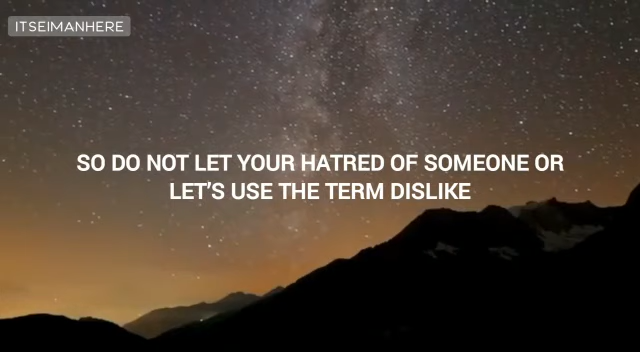 ITSEIMANHERE
SO DO NOT LET YOUR HATRED OF SOMEONE OR
LET'S USE THE TERM DISLIKE